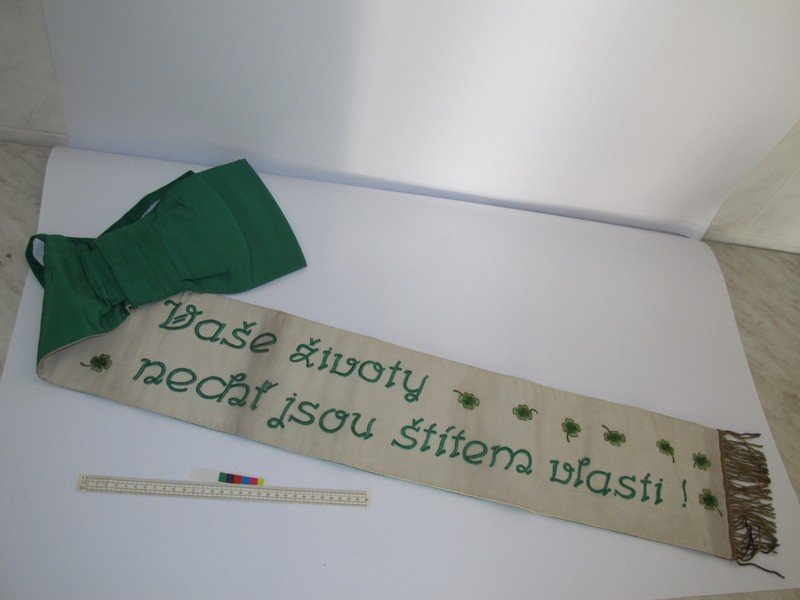 Vaše životy
nechť jsou štítem vlasti !